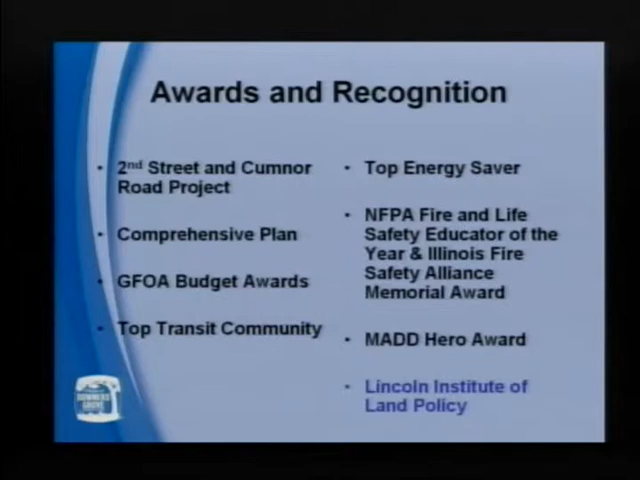 Awards and Recognition
• 2nd Street and Cumnor
Road Project
• Comprehensive Plan
• GFOA Budget Awards
• Top Transit Community
• Top Energy Saver
• NFPA Fire and Life
Safety Educator of the
Year & Illinois Fire
Safety Alliance
Memorial Award
• MADD Hero Award
• Lincoln Institute of
Land Policy
DOWNERS
GROVE